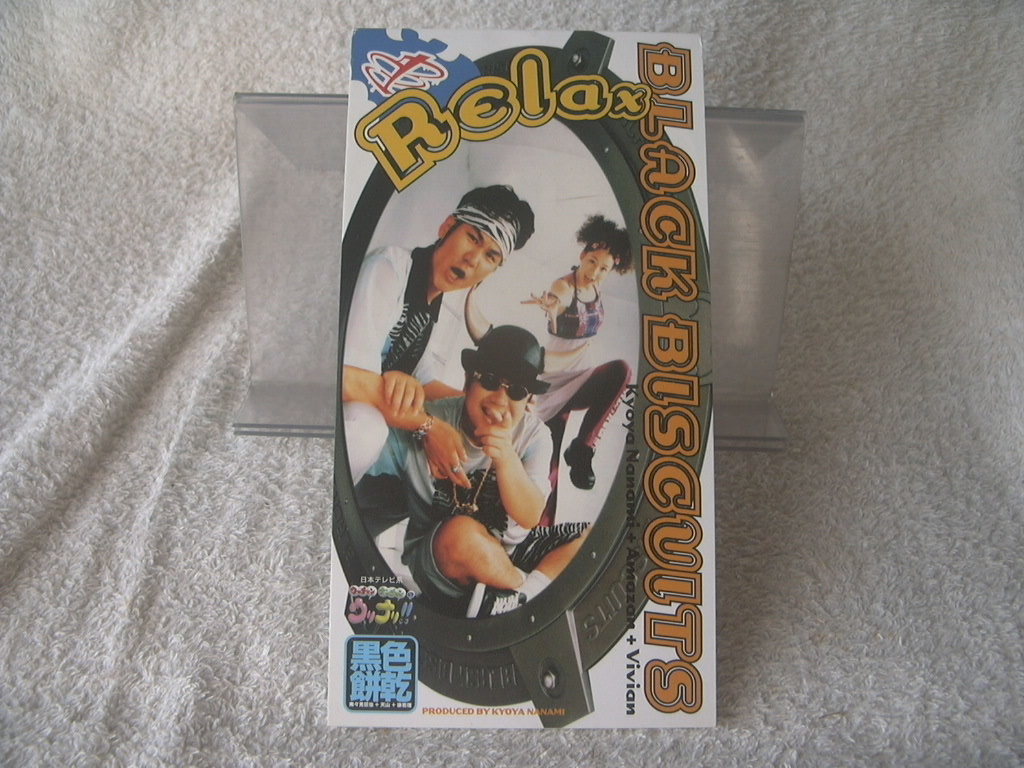 Relax
BLACK BISCUITS
Kyoya Nanami + Amazon + Vivian
日本テレビ系
ウッチャン ナンチャンの
ウリナリ!!
黒色
餅乾
PRODUCED BY KYOYA NANAMI